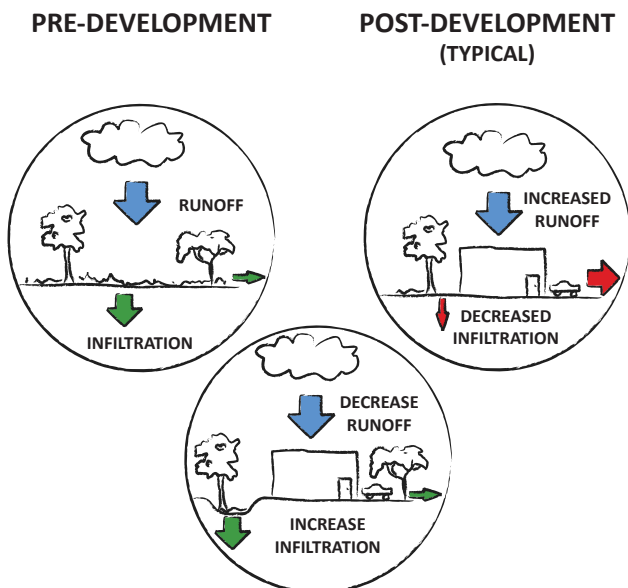 PRE-DEVELOPMENT
POST-DEVELOPMENT
(TYPICAL)
RUNOFF
INFILTRATION
INCREASED
RUNOFF
DECREASED
INFILTRATION
DECREASE
RUNOFF
INCREASE
INFILTRATION